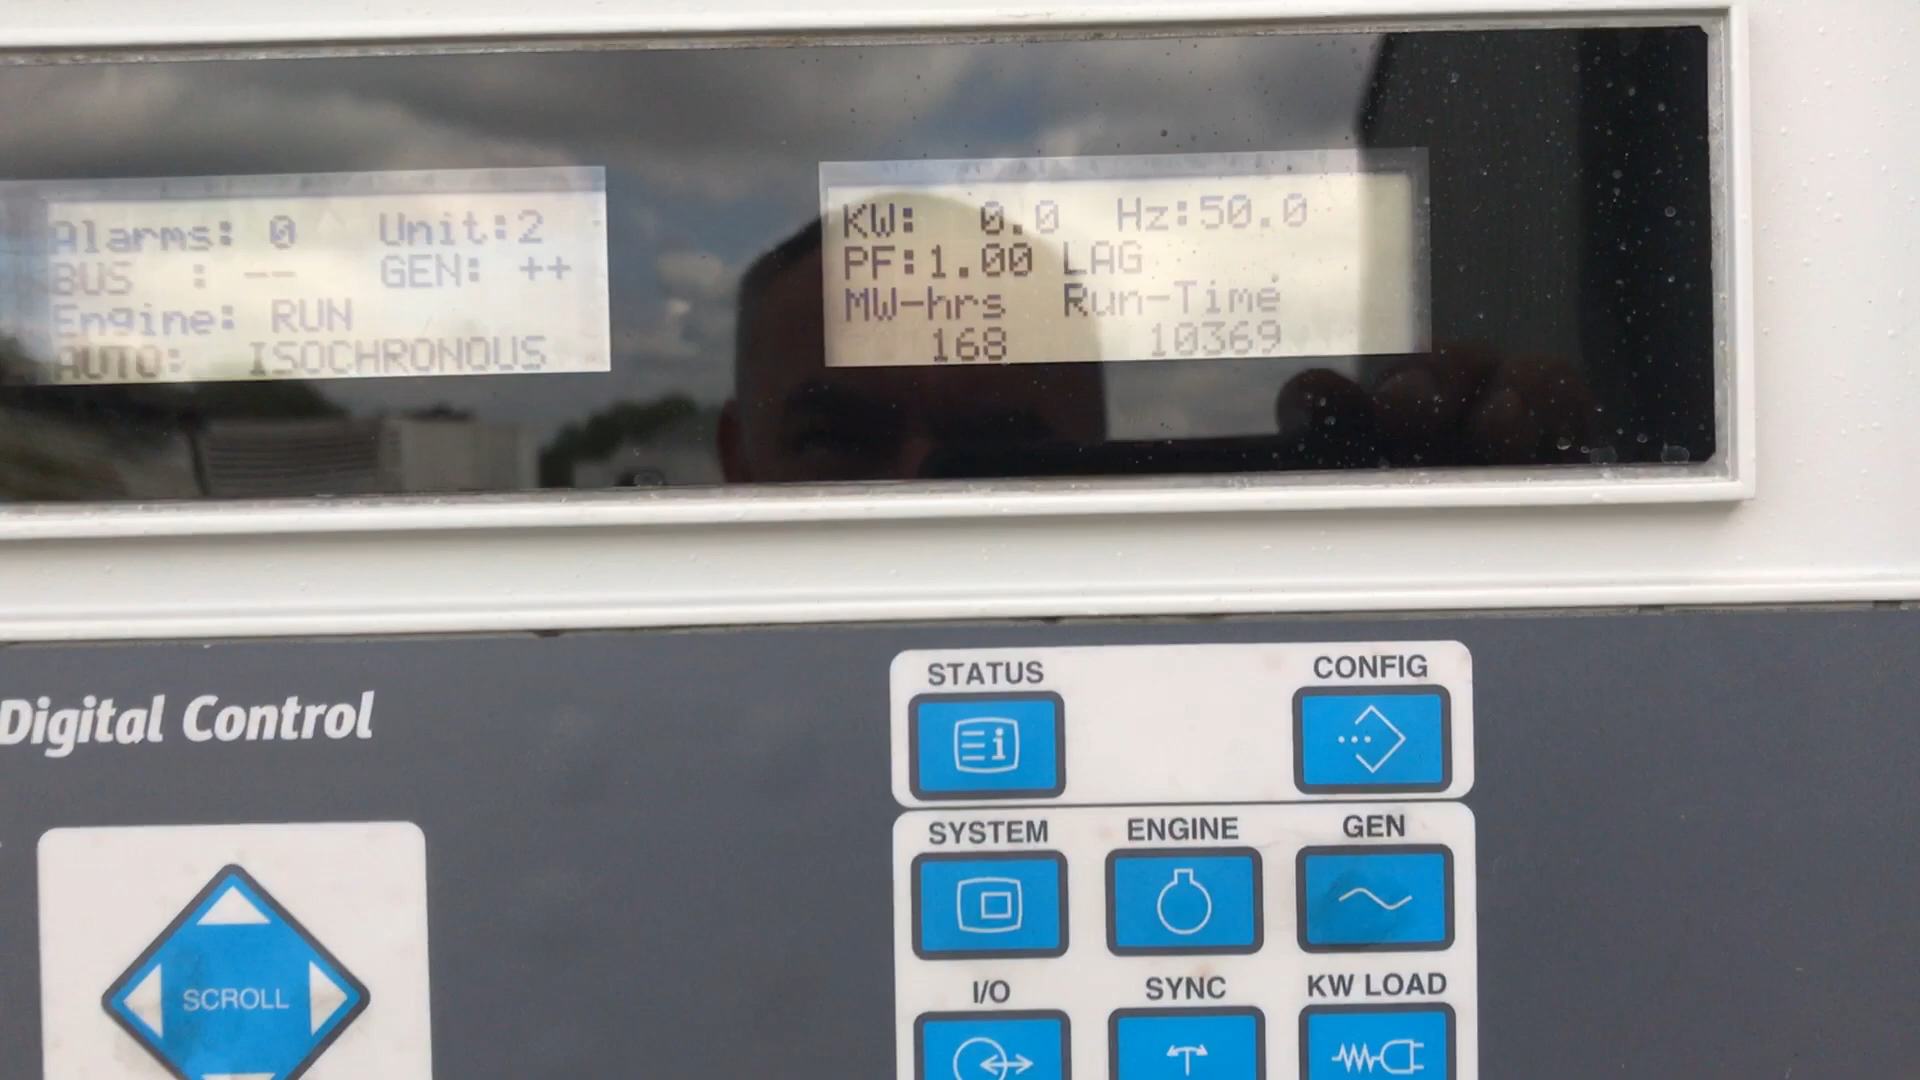 Alarms: 0 Unit:2
BUS : -- GEN: ++
Engine: RUN
AUTO: ISOCHRONOUS
KW: 0.0 Hz:50.0
PF:1.00 LAG
MW-hrs Run-Time
168 10369
Digital Control
STATUS CONFIG
SYSTEM ENGINE GEN
SCROLL
I/O SYNC KW LOAD